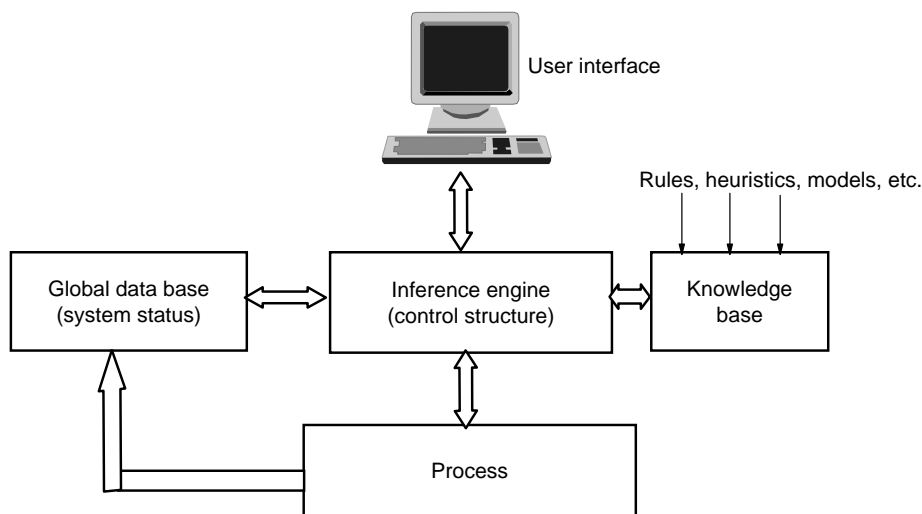 User interface
Rules, heuristics, models, etc.
Global data base
(system status)
Inference engine
(control structure)
Knowledge
base
Process